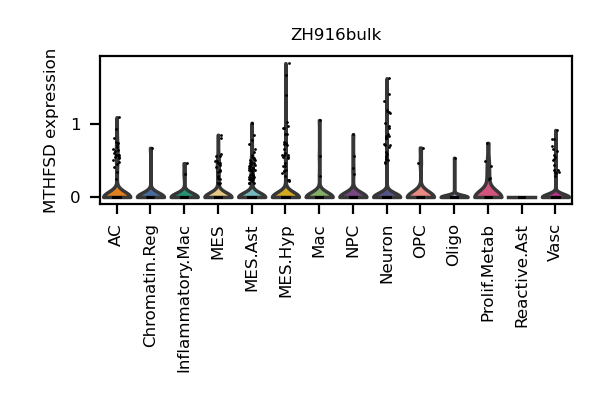 ZH916bulk
MTHFSD expression
1
0
AC
Chromatin.Reg
Inflammatory.Mac
MES
MES.Ast
MES.Hyp
Mac
NPC
Neuron
OPC
Oligo
Prolif.Metab
Reactive.Ast
Vasc